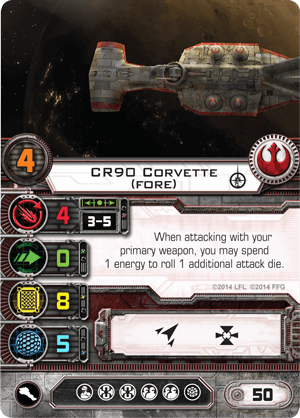 4
CR90 CORVETTE
(FORE)
4
3-5
0
8
5
When attacking with your
primary weapon, you may spend
1 energy to roll 1 additional attack die.
©2014 LFL ©2014 FFG
50